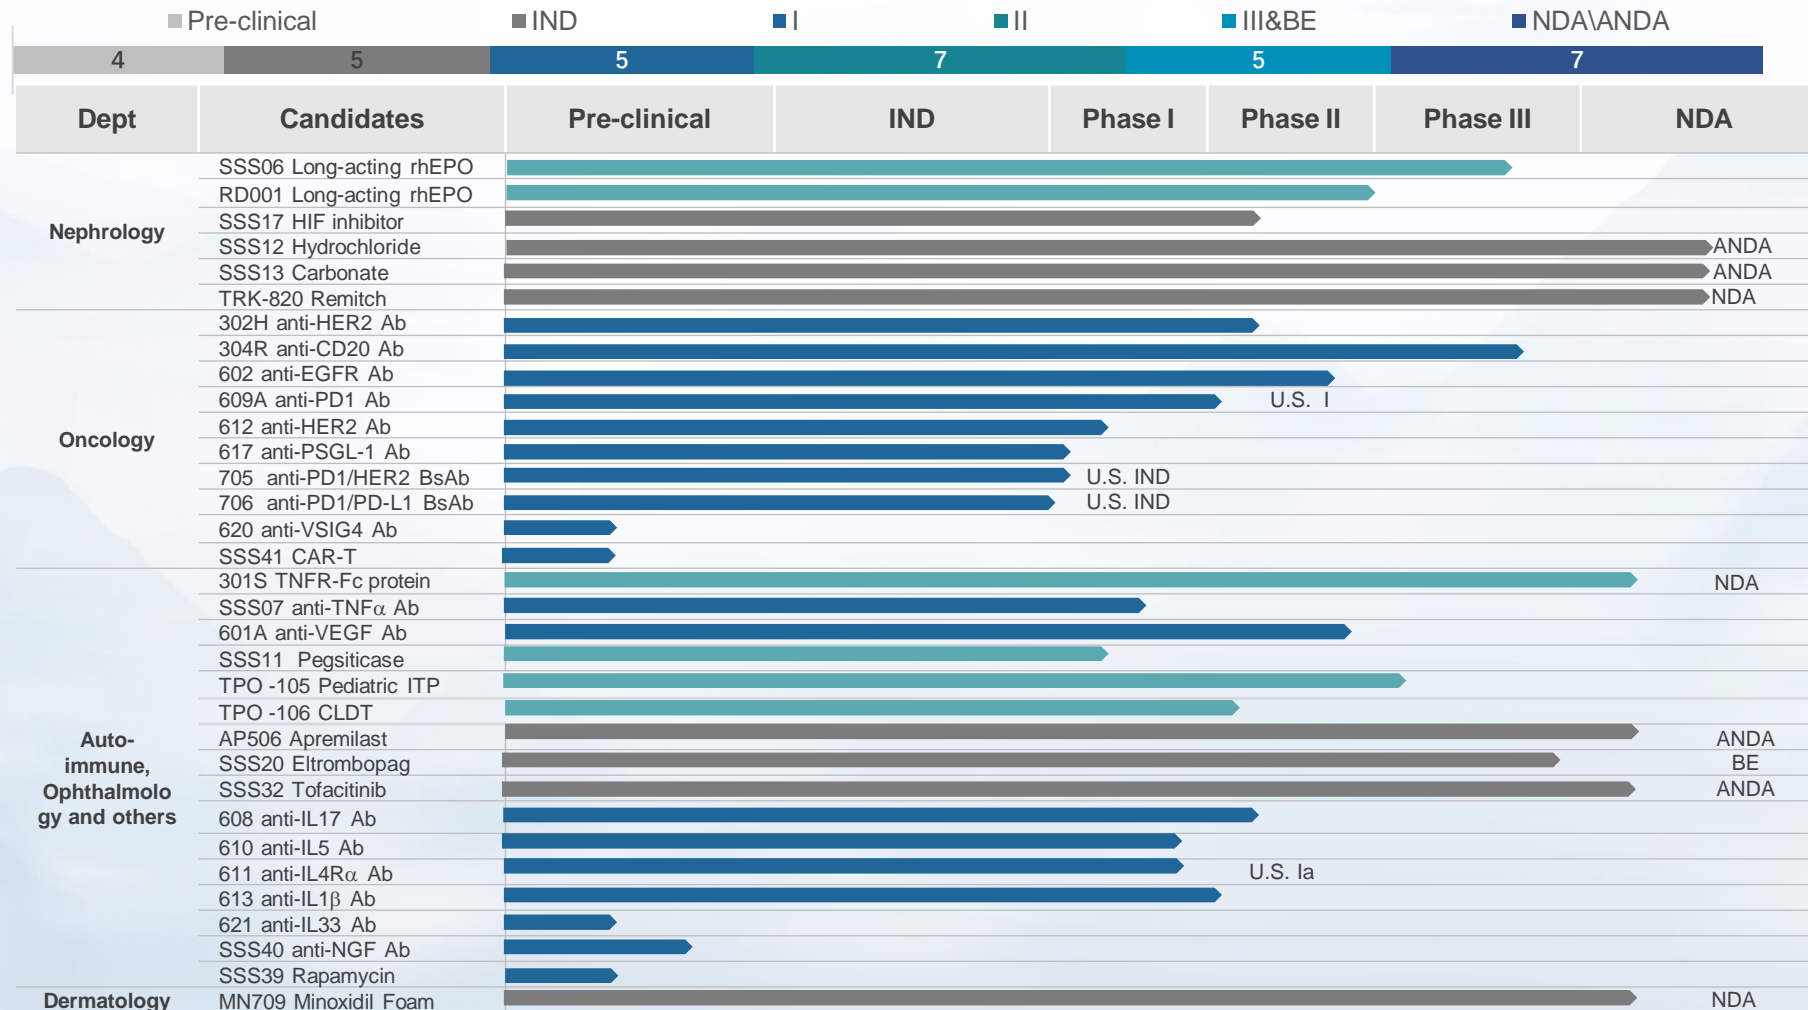 Pre-clinical IND I II III&BE NDA\ANDA
4 5 5 7 5 7
Dept Candidates Pre-clinical IND Phase I Phase II Phase III NDA
Nephrology
SSS06 Long-acting rhEPO
RD001 Long-acting rhEPO
SSS17 HIF inhibitor
SSS12 Hydrochloride ANDA
SSS13 Carbonate ANDA
TRK-820 Remitch NDA
Oncology
302H anti-HER2 Ab
304R anti-CD20 Ab
602 anti-EGFR Ab
609A anti-PD1 Ab U.S. I
612 anti-HER2 Ab
617 anti-PSGL-1 Ab
705 anti-PD1/HER2 BsAb U.S. IND
706 anti-PD1/PD-L1 BsAb U.S. IND
620 anti-VSIG4 Ab
SSS41 CAR-T
Auto-
immune,
Ophthalmolo
gy and others
301S TNFR-Fc protein NDA
SSS07 anti-TNFα Ab
601A anti-VEGF Ab
SSS11 Pegsiticase
TPO -105 Pediatric ITP
TPO -106 CLDT
AP506 Apremilast ANDA
SSS20 Eltrombopag BE
SSS32 Tofacitinib ANDA
608 anti-IL17 Ab
610 anti-IL5 Ab
611 anti-IL4Rα Ab U.S. Ia
613 anti-IL1β Ab
621 anti-IL33 Ab
SSS40 anti-NGF Ab
SSS39 Rapamycin
Dermatology
MN709 Minoxidil Foam NDA